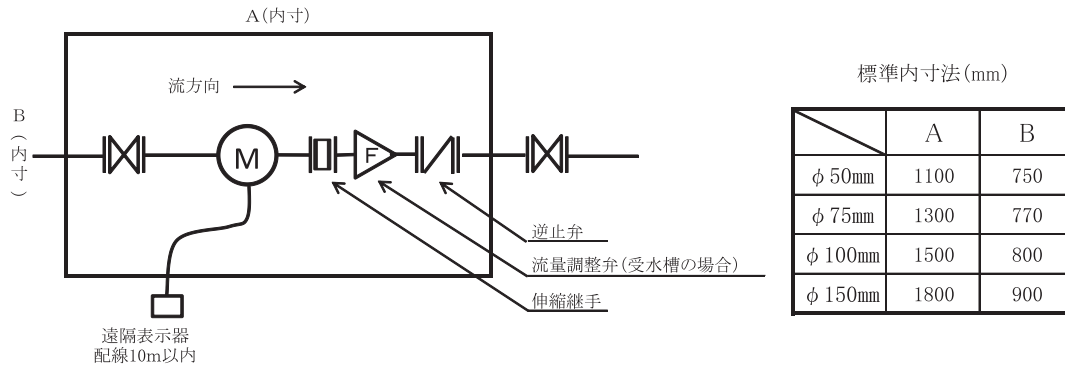 A(内寸)
流方向
B(内寸)
M
F
逆止弁
流量調整弁(受水槽の場合)
伸縮継手
遠隔表示器
配線10m以内
標準内寸法(mm)
A B
φ50mm 1100 750
φ75mm 1300 770
φ100mm 1500 800
φ150mm 1800 900